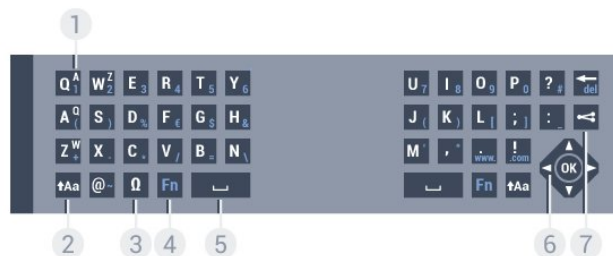 1
Q A 1 W Z 2 E 3 R 4 T 5 Y 6 U 7 I 8 O 9 P 0 ? # del
A Q ( S ) D % F € G $ H & J ( K ) L [ ; ] : _
Z W + X - C * V / B = N \ M ' , " . www. ! .com OK
Aa @ ~ Ω Fn Fn Aa
2 3 4 5 6 7